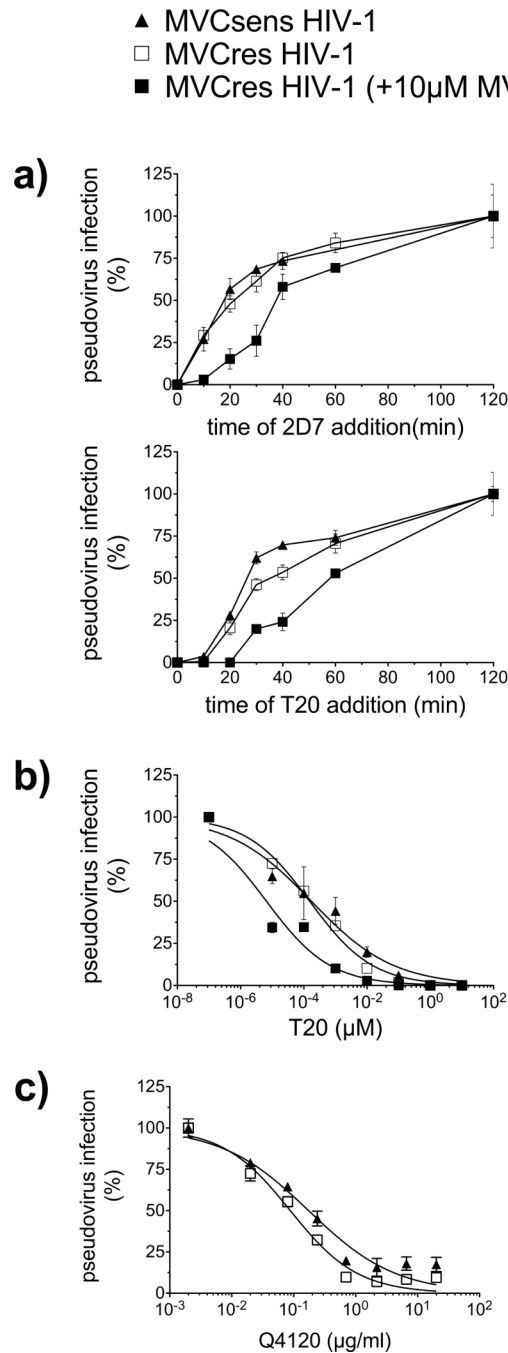 ▲ MVCsens HIV-1
□ MVCres HIV-1
■ MVCres HIV-1 (+10µM MV
a)
pseudovirus infection
(%)
125
100
75
50
25
0
0 20 40 60 80 100 120
time of 2D7 addition(min)
pseudovirus infection
(%)
125
100
75
50
25
0
0 20 40 60 80 100 120
time of T20 addition (min)
b)
pseudovirus infection
(%)
125
100
75
50
25
0
10⁻⁸ 10⁻⁶ 10⁻⁴ 10⁻² 10⁰ 10²
T20 (µM)
c)
pseudovirus infection
(%)
125
100
75
50
25
0
10⁻³ 10⁻² 10⁻¹ 10⁰ 10¹ 10²
Q4120 (µg/ml)